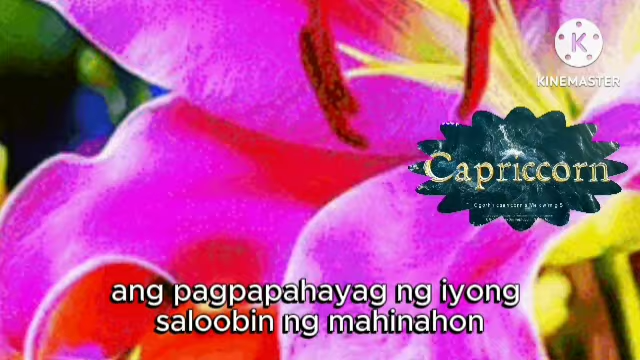 KINEMASTER
Capriccorn
ang pagpapahayag ng iyong
saloobin ng mahinahon